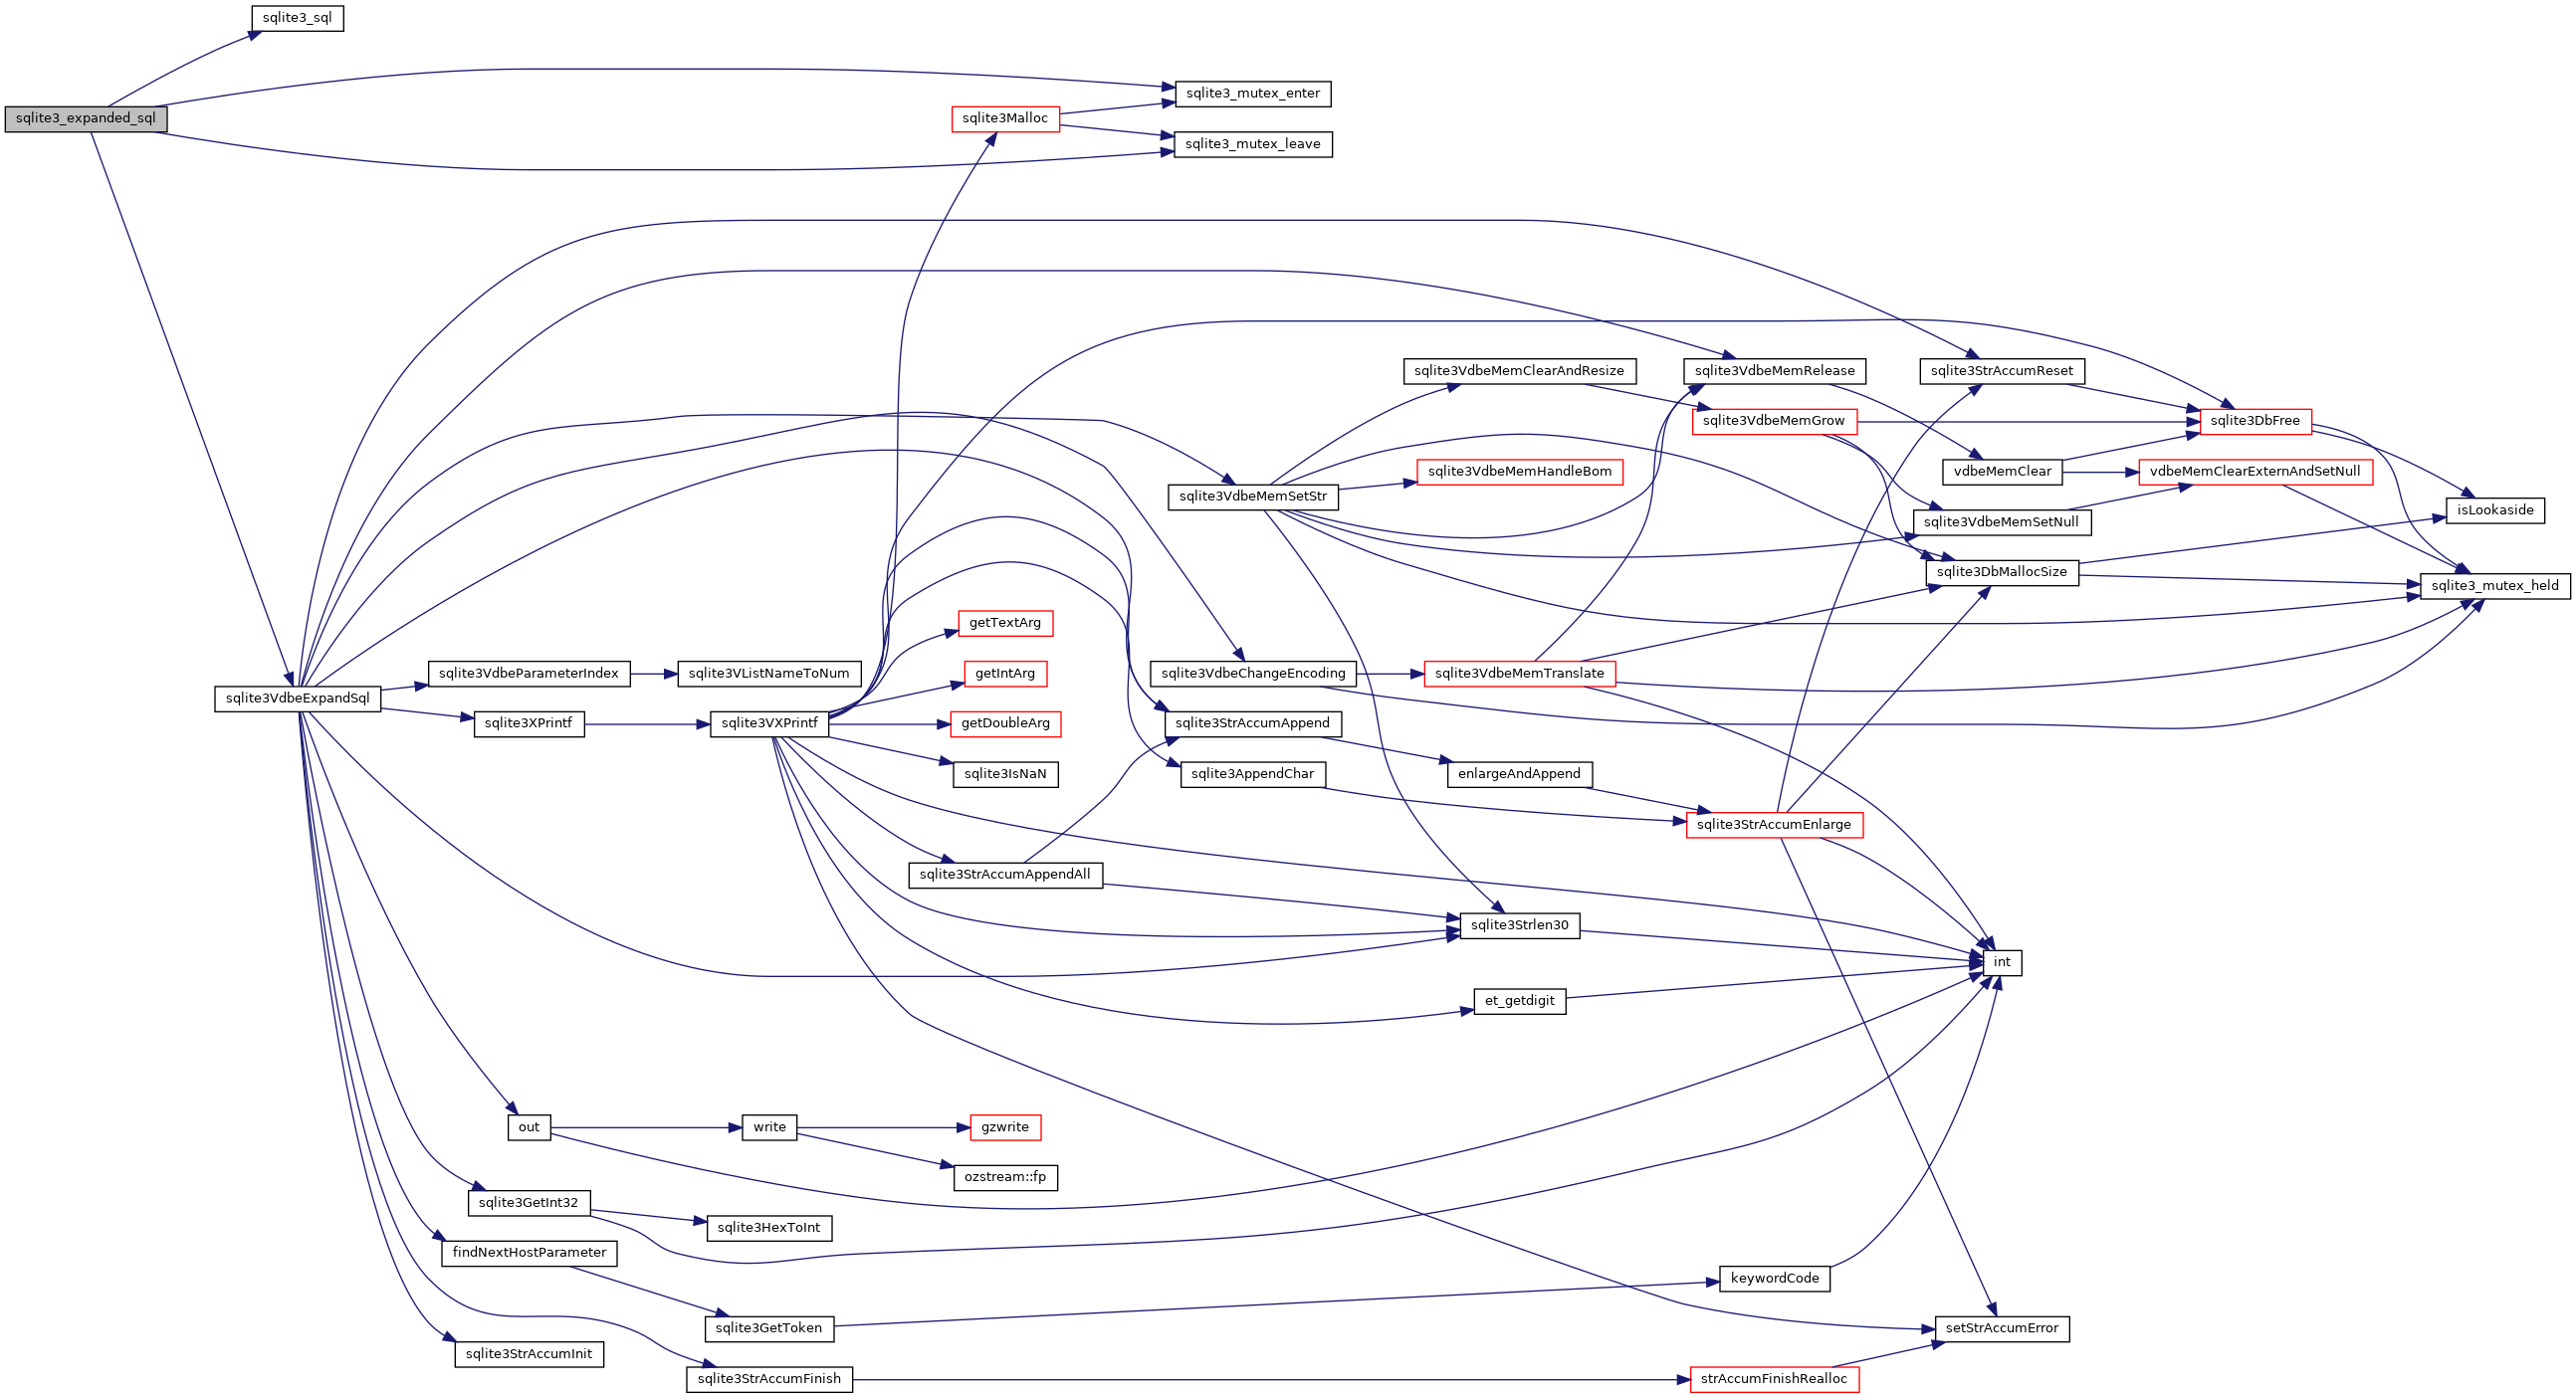 sqlite3_sql
sqlite3_mutex_enter
sqlite3_expanded_sql
sqlite3Malloc
sqlite3_mutex_leave
sqlite3VdbeMemClearAndResize
sqlite3VdbeMemRelease
sqlite3StrAccumReset
sqlite3VdbeMemGrow
sqlite3DbFree
sqlite3VdbeMemHandleBom
vdbeMemClear
vdbeMemClearExternAndSetNull
sqlite3VdbeMemSetStr
isLookaside
sqlite3VdbeMemSetNull
sqlite3DbMallocSize
sqlite3_mutex_held
getTextArg
sqlite3VdbeParameterIndex
sqlite3VListNameToNum
getIntArg
sqlite3VdbeChangeEncoding
sqlite3VdbeMemTranslate
sqlite3VdbeExpandSql
sqlite3XPrintf
sqlite3VXPrintf
getDoubleArg
sqlite3StrAccumAppend
sqlite3IsNaN
sqlite3AppendChar
enlargeAndAppend
sqlite3StrAccumEnlarge
sqlite3StrAccumAppendAll
sqlite3Strlen30
int
et_getdigit
out
write
gzwrite
ozstream::fp
sqlite3GetInt32
sqlite3HexToInt
findNextHostParameter
keywordCode
sqlite3GetToken
setStrAccumError
sqlite3StrAccumInit
sqlite3StrAccumFinish
strAccumFinishRealloc